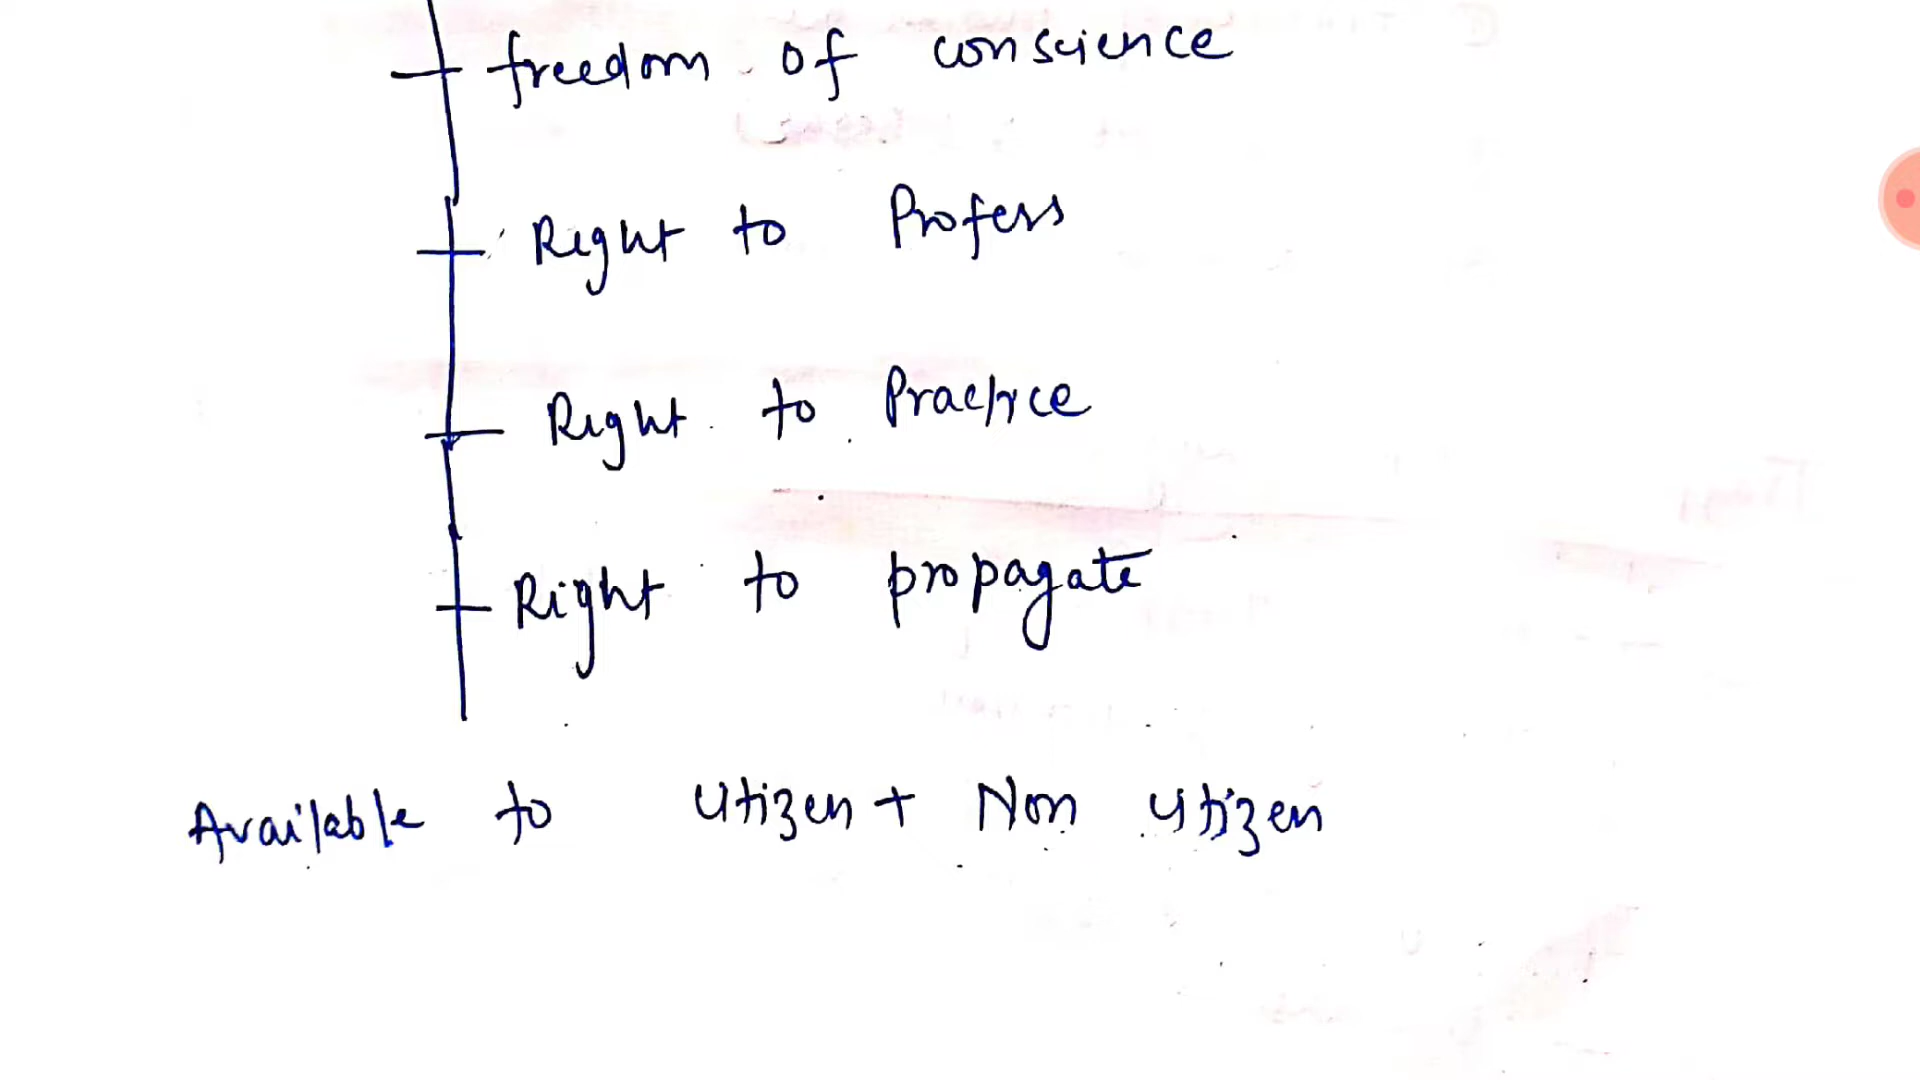 freedom of conscience
Right to Profess
Right to Practice
Right to propagate
Available to citizen + Non citizen